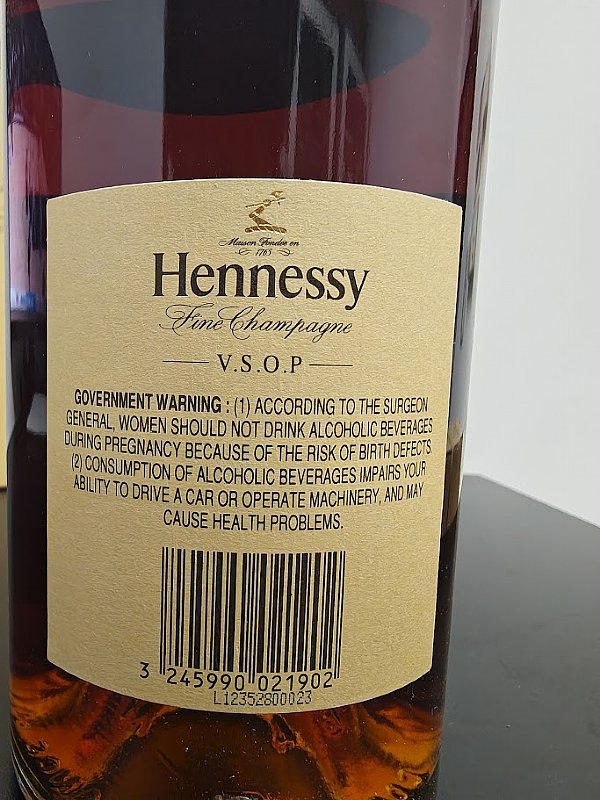 Maison Fondée en
1765
Hennessy
Fine Champagne
V.S.O.P
GOVERNMENT WARNING : (1) ACCORDING TO THE SURGEON
GENERAL, WOMEN SHOULD NOT DRINK ALCOHOLIC BEVERAGES
DURING PREGNANCY BECAUSE OF THE RISK OF BIRTH DEFECTS.
(2) CONSUMPTION OF ALCOHOLIC BEVERAGES IMPAIRS YOUR
ABILITY TO DRIVE A CAR OR OPERATE MACHINERY, AND MAY
CAUSE HEALTH PROBLEMS.
3 245990 021902
L12352800023